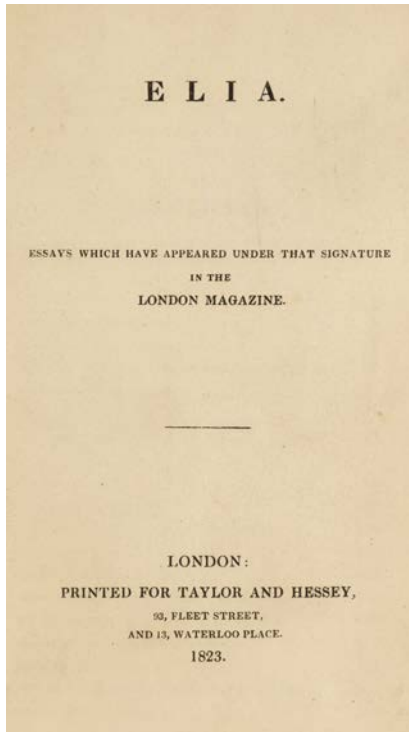 ELIA.
ESSAYS WHICH HAVE APPEARED UNDER THAT SIGNATURE
IN THE
LONDON MAGAZINE.
LONDON:
PRINTED FOR TAYLOR AND HESSEY,
93, FLEET STREET,
AND 13, WATERLOO PLACE.
1823.